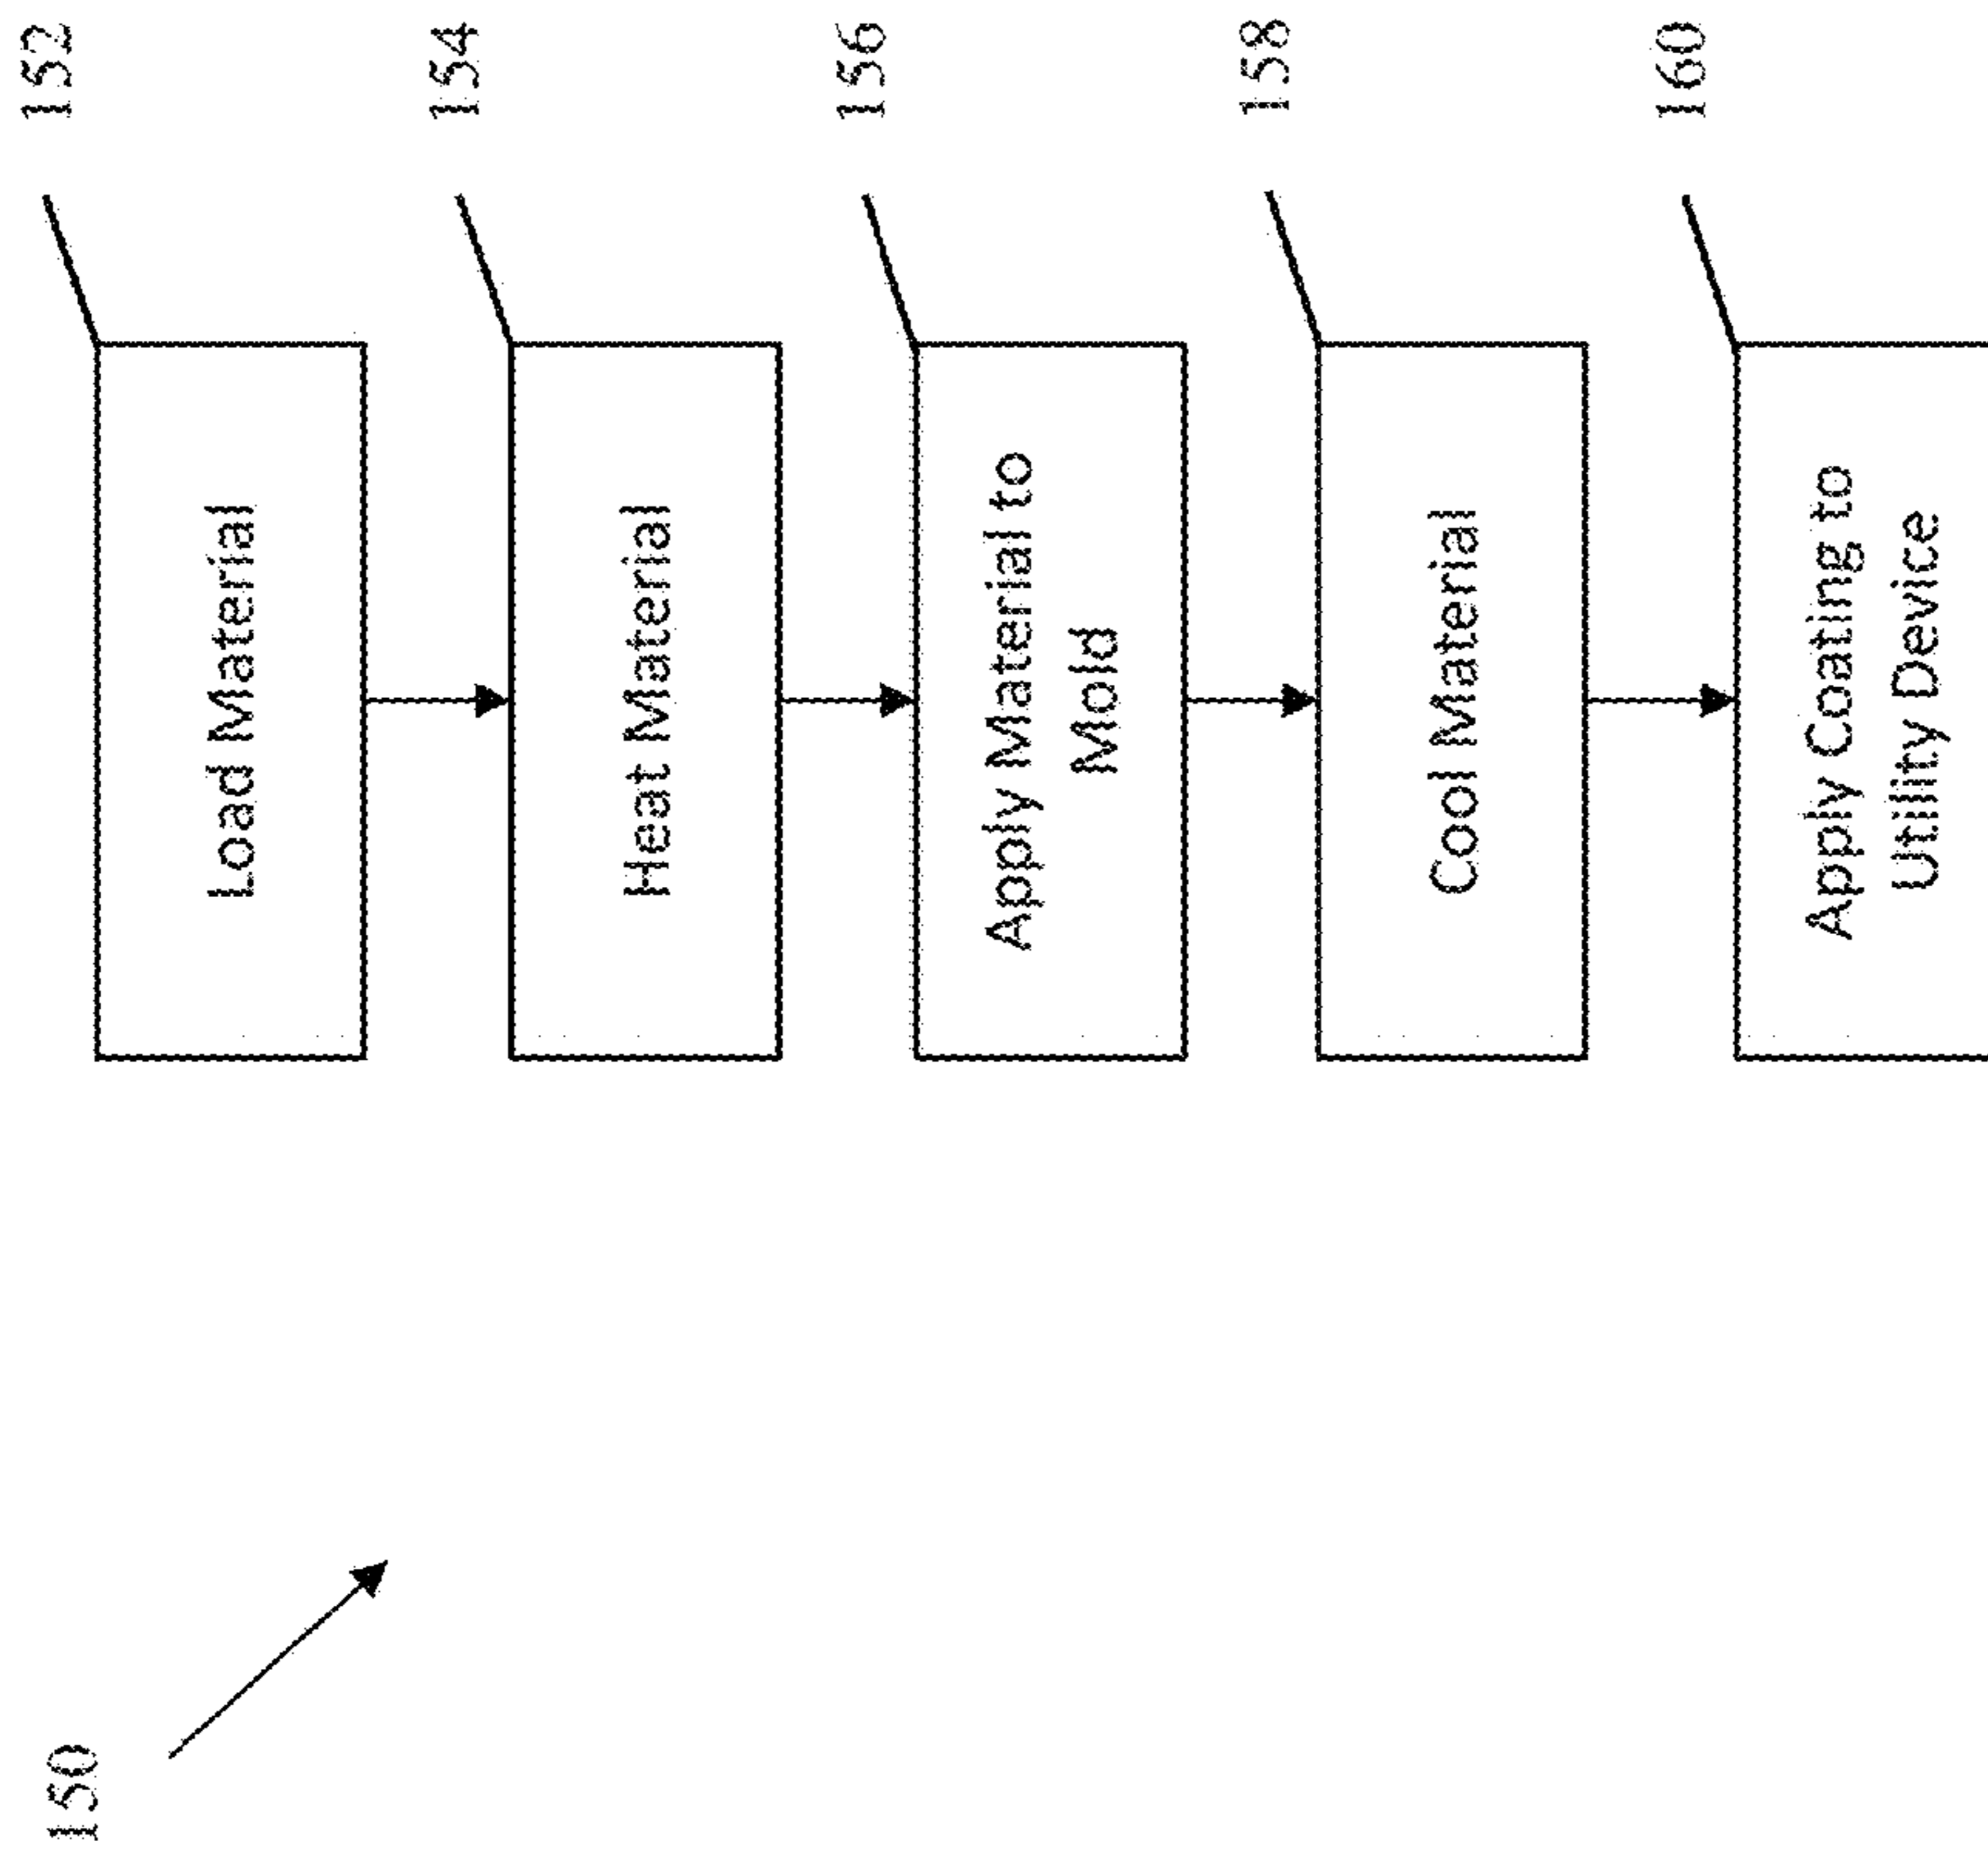 150
152
Load Material
154
Heat Material
156
Apply Material to
Mold
158
Cool Material
160
Apply Coating to
Utility Device